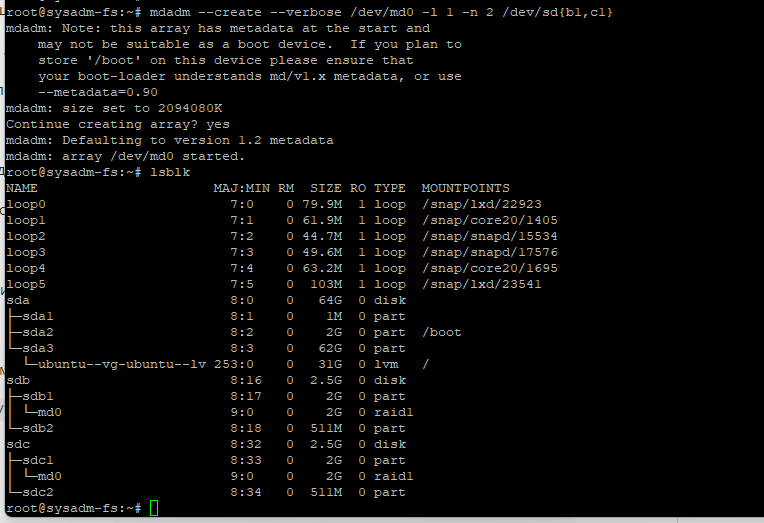 root@sysadm-fs:~# mdadm --create --verbose /dev/md0 -l 1 -n 2 /dev/sd{b1,c1}
mdadm: Note: this array has metadata at the start and
    may not be suitable as a boot device.  If you plan to
    store '/boot' on this device please ensure that
    your boot-loader understands md/v1.x metadata, or use
    --metadata=0.90
mdadm: size set to 2094080K
Continue creating array? yes
mdadm: Defaulting to version 1.2 metadata
mdadm: array /dev/md0 started.
root@sysadm-fs:~# lsblk
NAME                      MAJ:MIN RM  SIZE RO TYPE  MOUNTPOINTS
loop0                       7:0    0 79.9M  1 loop  /snap/lxd/22923
loop1                       7:1    0 61.9M  1 loop  /snap/core20/1405
loop2                       7:2    0 44.7M  1 loop  /snap/snapd/15534
loop3                       7:3    0 49.6M  1 loop  /snap/snapd/17576
loop4                       7:4    0 63.2M  1 loop  /snap/core20/1695
loop5                       7:5    0  103M  1 loop  /snap/lxd/23541
sda                         8:0    0   64G  0 disk
├─sda1                      8:1    0    1M  0 part
├─sda2                      8:2    0    2G  0 part  /boot
└─sda3                      8:3    0   62G  0 part
  └─ubuntu--vg-ubuntu--lv 253:0    0   31G  0 lvm   /
sdb                         8:16   0  2.5G  0 disk
├─sdb1                      8:17   0    2G  0 part
│ └─md0                     9:0    0    2G  0 raid1
└─sdb2                      8:18   0  511M  0 part
sdc                         8:32   0  2.5G  0 disk
├─sdc1                      8:33   0    2G  0 part
│ └─md0                     9:0    0    2G  0 raid1
└─sdc2                      8:34   0  511M  0 part
root@sysadm-fs:~#